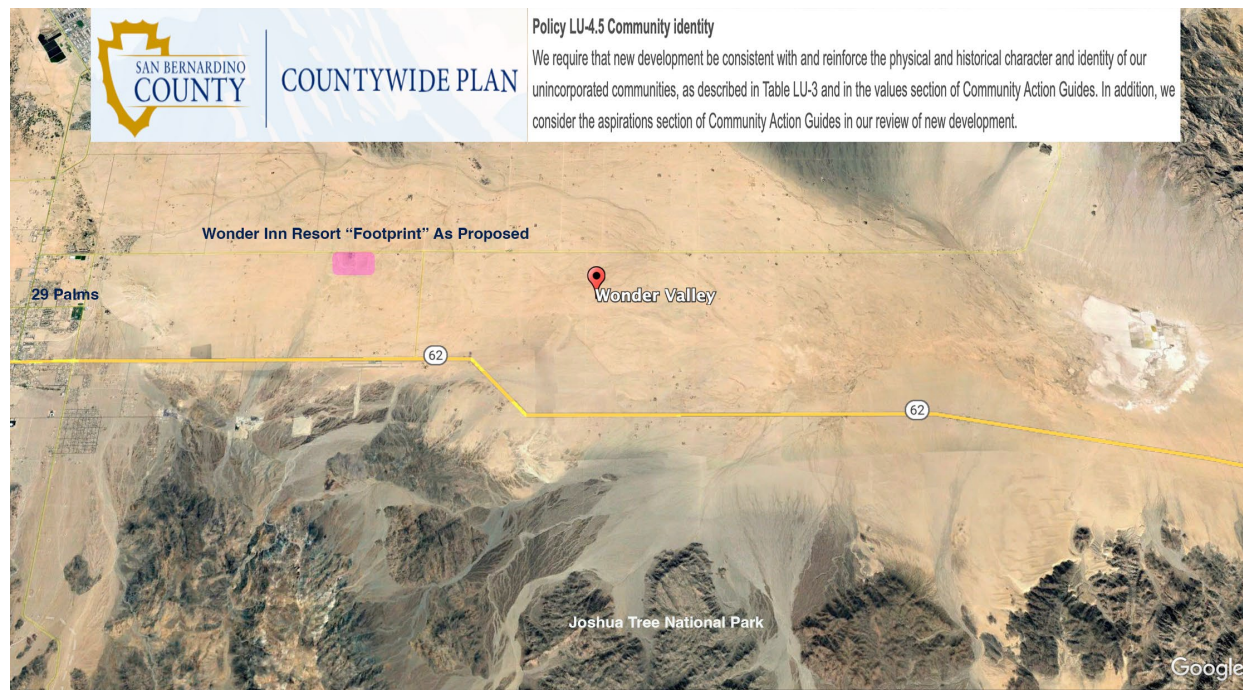 SAN BERNARDINO
COUNTY
COUNTYWIDE PLAN
Policy LU-4.5 Community identity
We require that new development be consistent with and reinforce the physical and historical character and identity of our
unincorporated communities, as described in Table LU-3 and in the values section of Community Action Guides. In addition, we
consider the aspirations section of Community Action Guides in our review of new development.
Wonder Inn Resort “Footprint” As Proposed
29 Palms
Wonder Valley
62
62
Joshua Tree National Park
Google